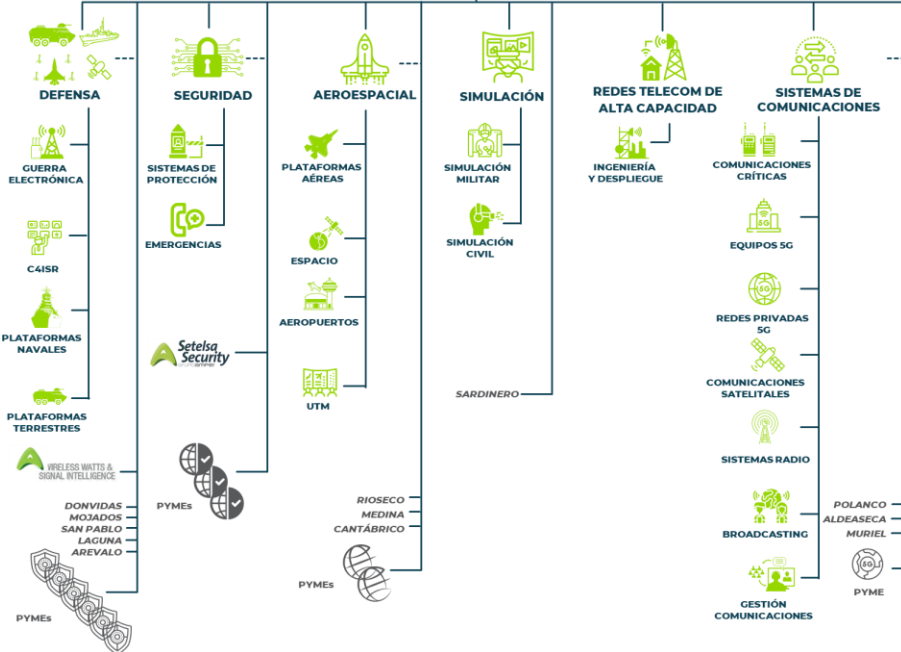 DEFENSA
GUERRA
ELECTRÓNICA
C4ISR
PLATAFORMAS
NAVALES
PLATAFORMAS
TERRESTRES
WIRELESS WATTS &
SIGNAL INTELLIGENCE
DONVIDAS
MOJADOS
SAN PABLO
LAGUNA
AREVALO
PYMEs
SEGURIDAD
SISTEMAS DE
PROTECCIÓN
EMERGENCIAS
Setelsa
Security
PYMEs
AEROESPACIAL
PLATAFORMAS
AÉREAS
ESPACIO
AEROPUERTOS
UTM
RIOSECO
MEDINA
CANTÁBRICO
PYMEs
SIMULACIÓN
SIMULACIÓN
MILITAR
SIMULACIÓN
CIVIL
SARDINERO
REDES TELECOM DE
ALTA CAPACIDAD
INGENIERÍA
Y DESPLIEGUE
SISTEMAS DE
COMUNICACIONES
COMUNICACIONES
CRÍTICAS
5G
EQUIPOS 5G
5G
REDES PRIVADAS
5G
COMUNICACIONES
SATELITALES
SISTEMAS RADIO
BROADCASTING
GESTIÓN
COMUNICACIONES
POLANCO
ALDEASECA
MURIEL
5G
PYME